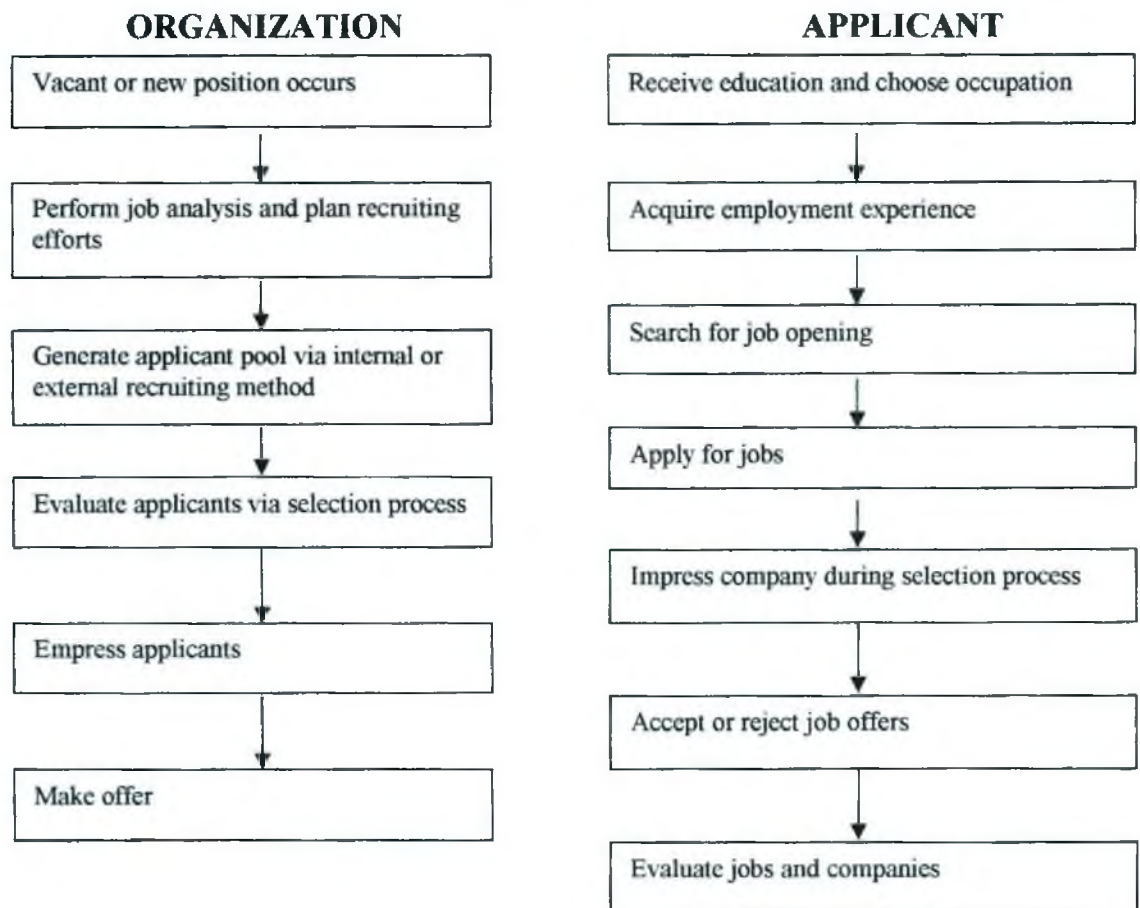 ORGANIZATION
Vacant or new position occurs
Perform job analysis and plan recruiting
efforts
Generate applicant pool via internal or
external recruiting method
Evaluate applicants via selection process
Empress applicants
Make offer
APPLICANT
Receive education and choose occupation
Acquire employment experience
Search for job opening
Apply for jobs
Impress company during selection process
Accept or reject job offers
Evaluate jobs and companies